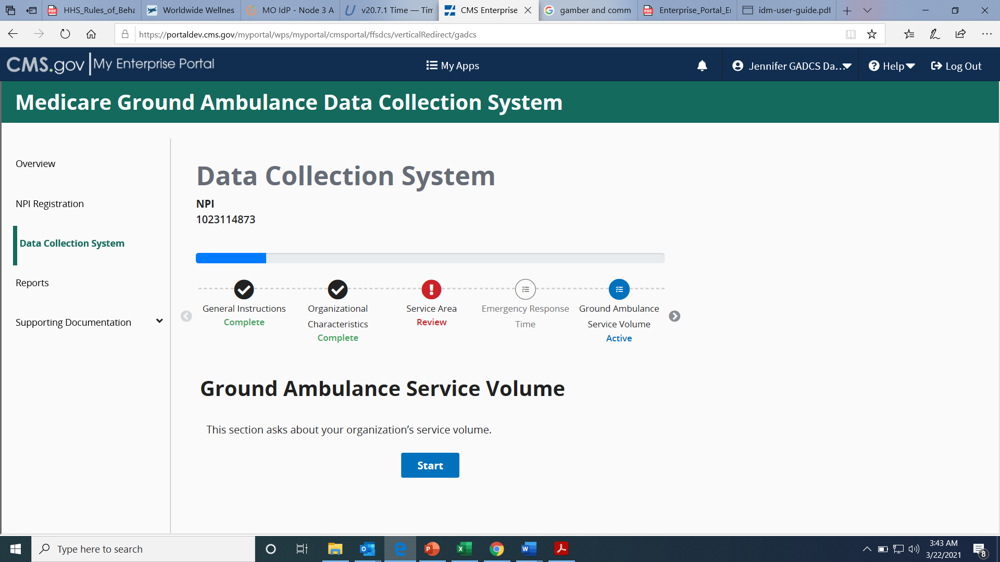 HHS_Rules_of_Beha
Worldwide Wellnes
MO IdP - Node 3 A
v20.7.1 Time — Tim
CMS Enterprise
gamber and comm
Enterprise_Portal_Er
idm-user-guide.pdf
https://portaldev.cms.gov/myportal/wps/myportal/cmsportal/ffsdcs/verticalRedirect/gadcs
CMS.gov My Enterprise Portal
My Apps
Jennifer GADCS Da...
Help
Log Out
Medicare Ground Ambulance Data Collection System
Overview
NPI Registration
Data Collection System
Reports
Supporting Documentation
Data Collection System
NPI
1023114873
General Instructions
Complete
Organizational
Characteristics
Complete
Service Area
Review
Emergency Response
Time
Ground Ambulance
Service Volume
Active
Ground Ambulance Service Volume
This section asks about your organization’s service volume.
Start
Type here to search
3:43 AM
3/22/2021
8